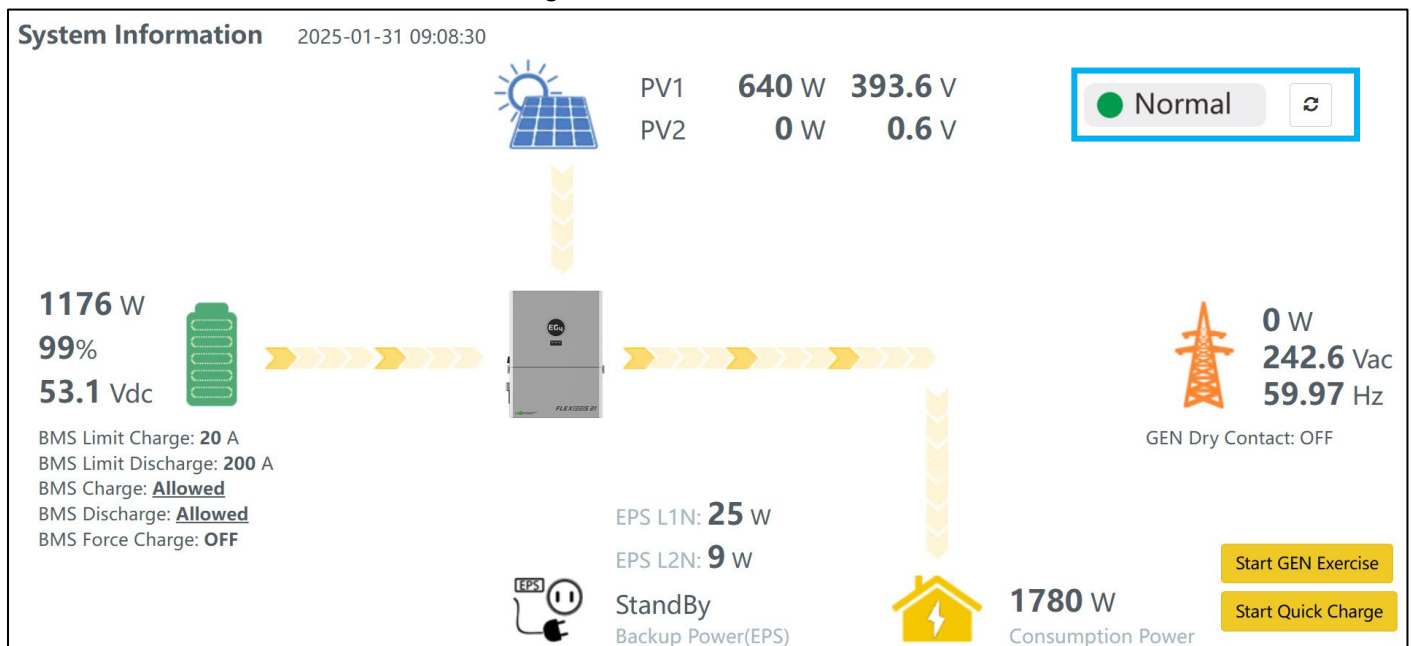 System Information 2025-01-31 09:08:30
PV1 640 W 393.6 V
PV2 0 W 0.6 V
Normal
1176 W
99%
53.1 Vdc
BMS Limit Charge: 20 A
BMS Limit Discharge: 200 A
BMS Charge: Allowed
BMS Discharge: Allowed
BMS Force Charge: OFF
EG4
0 W
242.6 Vac
59.97 Hz
GEN Dry Contact: OFF
EPS L1N: 25 W
EPS L2N: 9 W
EPS
StandBy
Backup Power(EPS)
1780 W
Consumption Power
Start GEN Exercise
Start Quick Charge